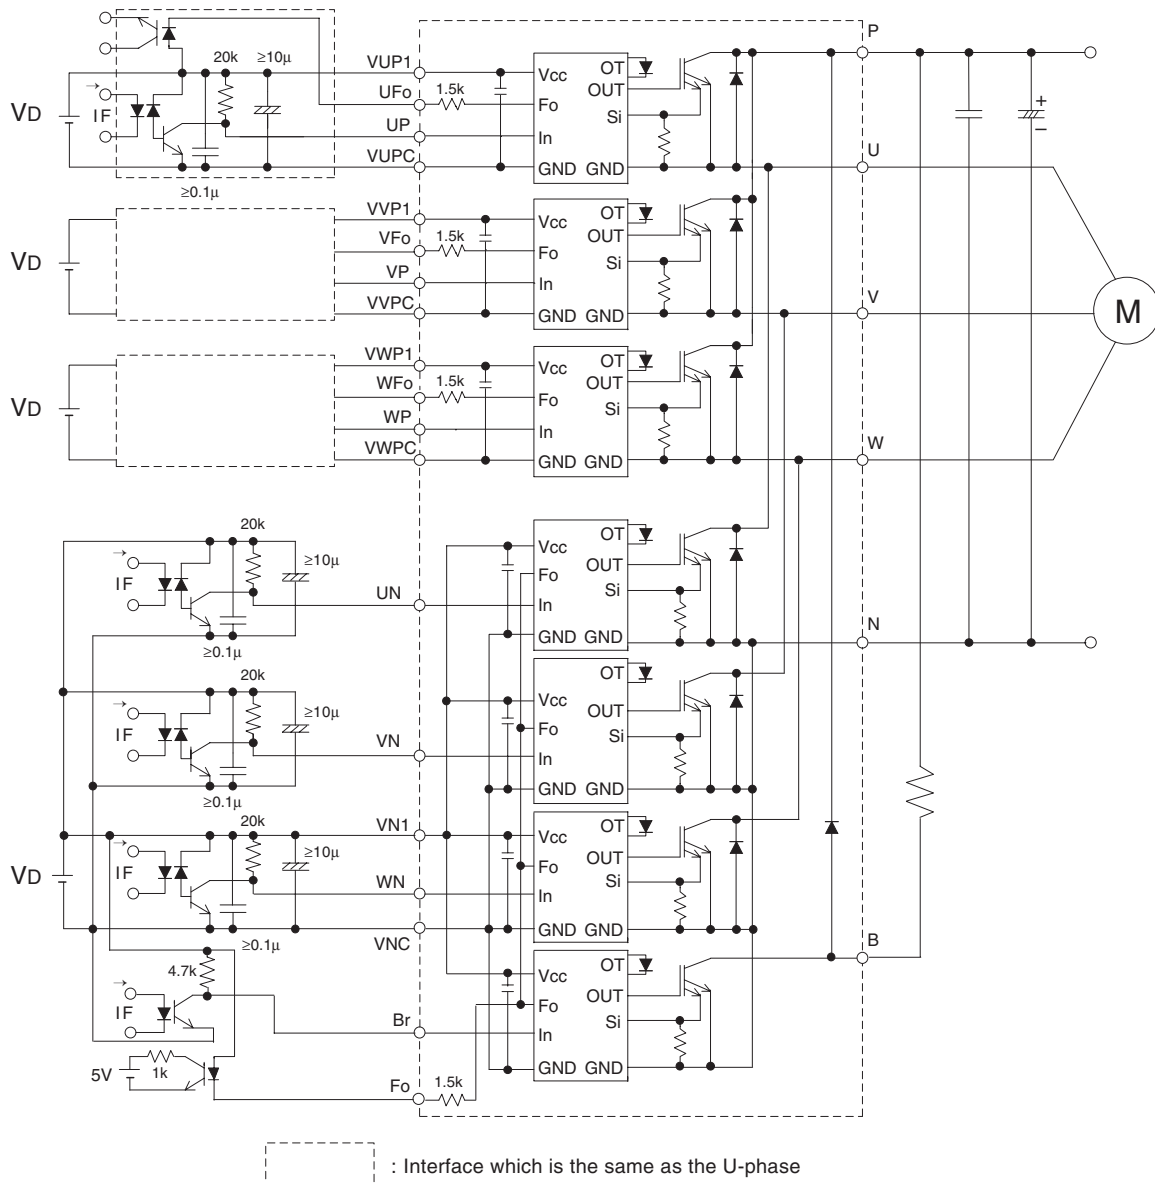 P
20k ≥10µ
VUP1
OT
Vcc
UFo 1.5k OUT
VD IF Fo
UP Si
In
VUPC U
GND GND
≥0.1µ
+
–
VVP1
OT
Vcc
VFo 1.5k OUT
VD Fo
VP Si
In
VVPC V
GND GND
M
VWP1
OT
Vcc
WFo 1.5k OUT
VD Fo
WP Si
In
VWPC W
GND GND
20k
≥10µ OT
Vcc
IF OUT
Fo
UN Si
In
N
GND GND
≥0.1µ
20k OT
Vcc
≥10µ OUT
IF Fo
VN Si
In
GND GND
≥0.1µ
20k
VN1 OT
Vcc
≥10µ OUT
VD IF Fo
WN Si
In
VNC GND GND
≥0.1µ B
4.7k OT
Vcc
IF OUT
Fo
Br Si
In
5V 1k GND GND
Fo 1.5k
: Interface which is the same as the U-phase